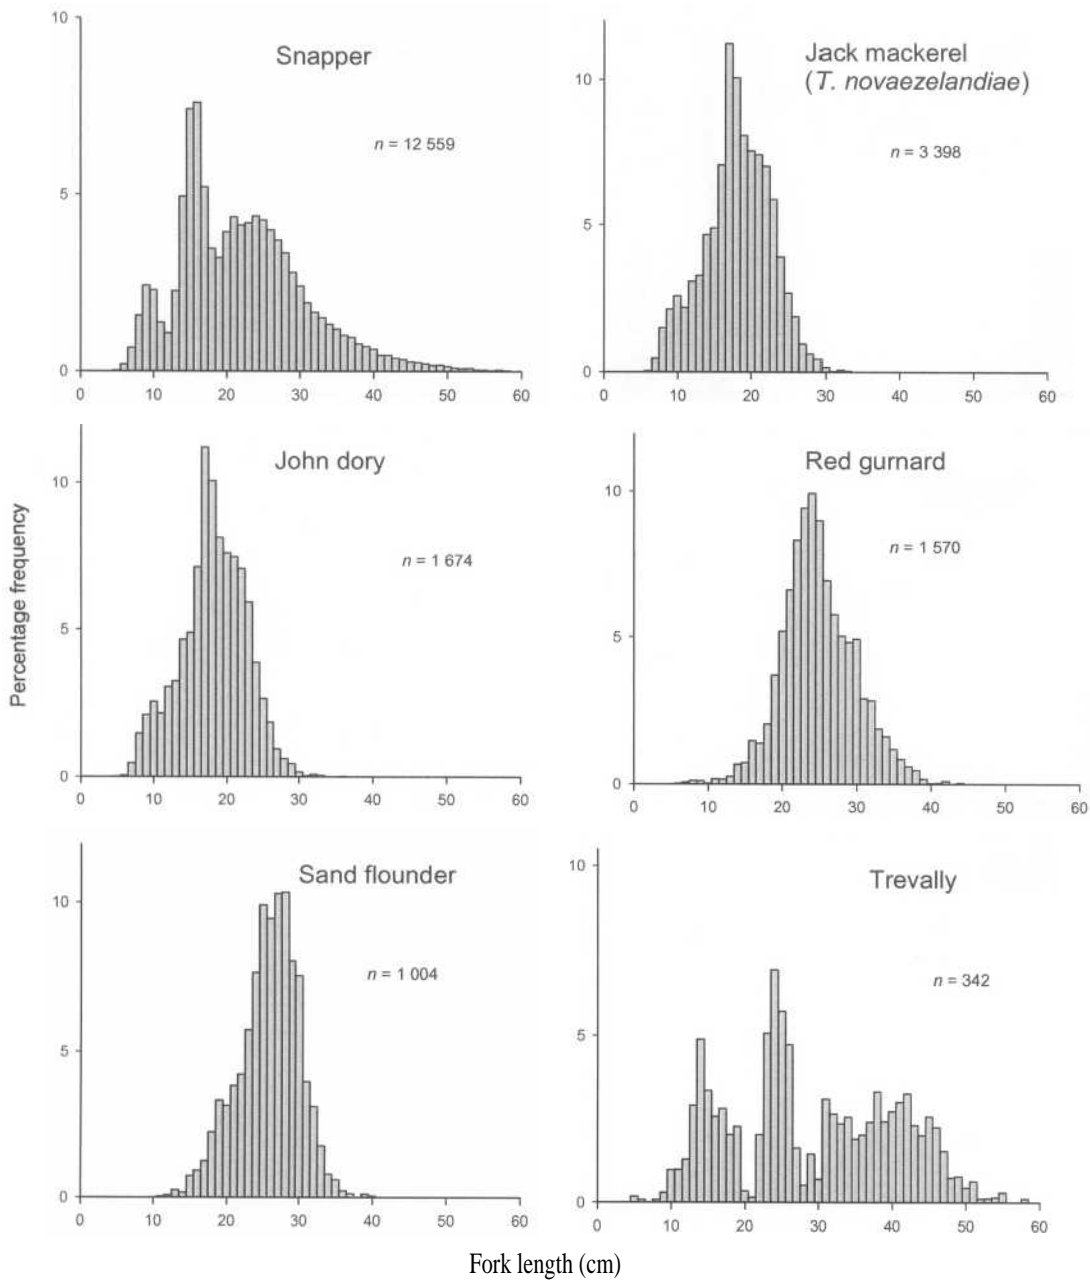 10
Snapper
n = 12 559
5
0
0 10 20 30 40 50 60
Jack mackerel
(T. novaezelandiae)
10
n = 3 398
5
0
0 10 20 30 40 50 60
Percentage frequency
John dory
10
n = 1 674
5
0
0 10 20 30 40 50 60
Red gurnard
10
n = 1 570
5
0
0 10 20 30 40 50 60
Sand flounder
10
n = 1 004
5
0
0 10 20 30 40 50 60
10
Trevally
n = 342
5
0
0 10 20 30 40 50 60
Fork length (cm)